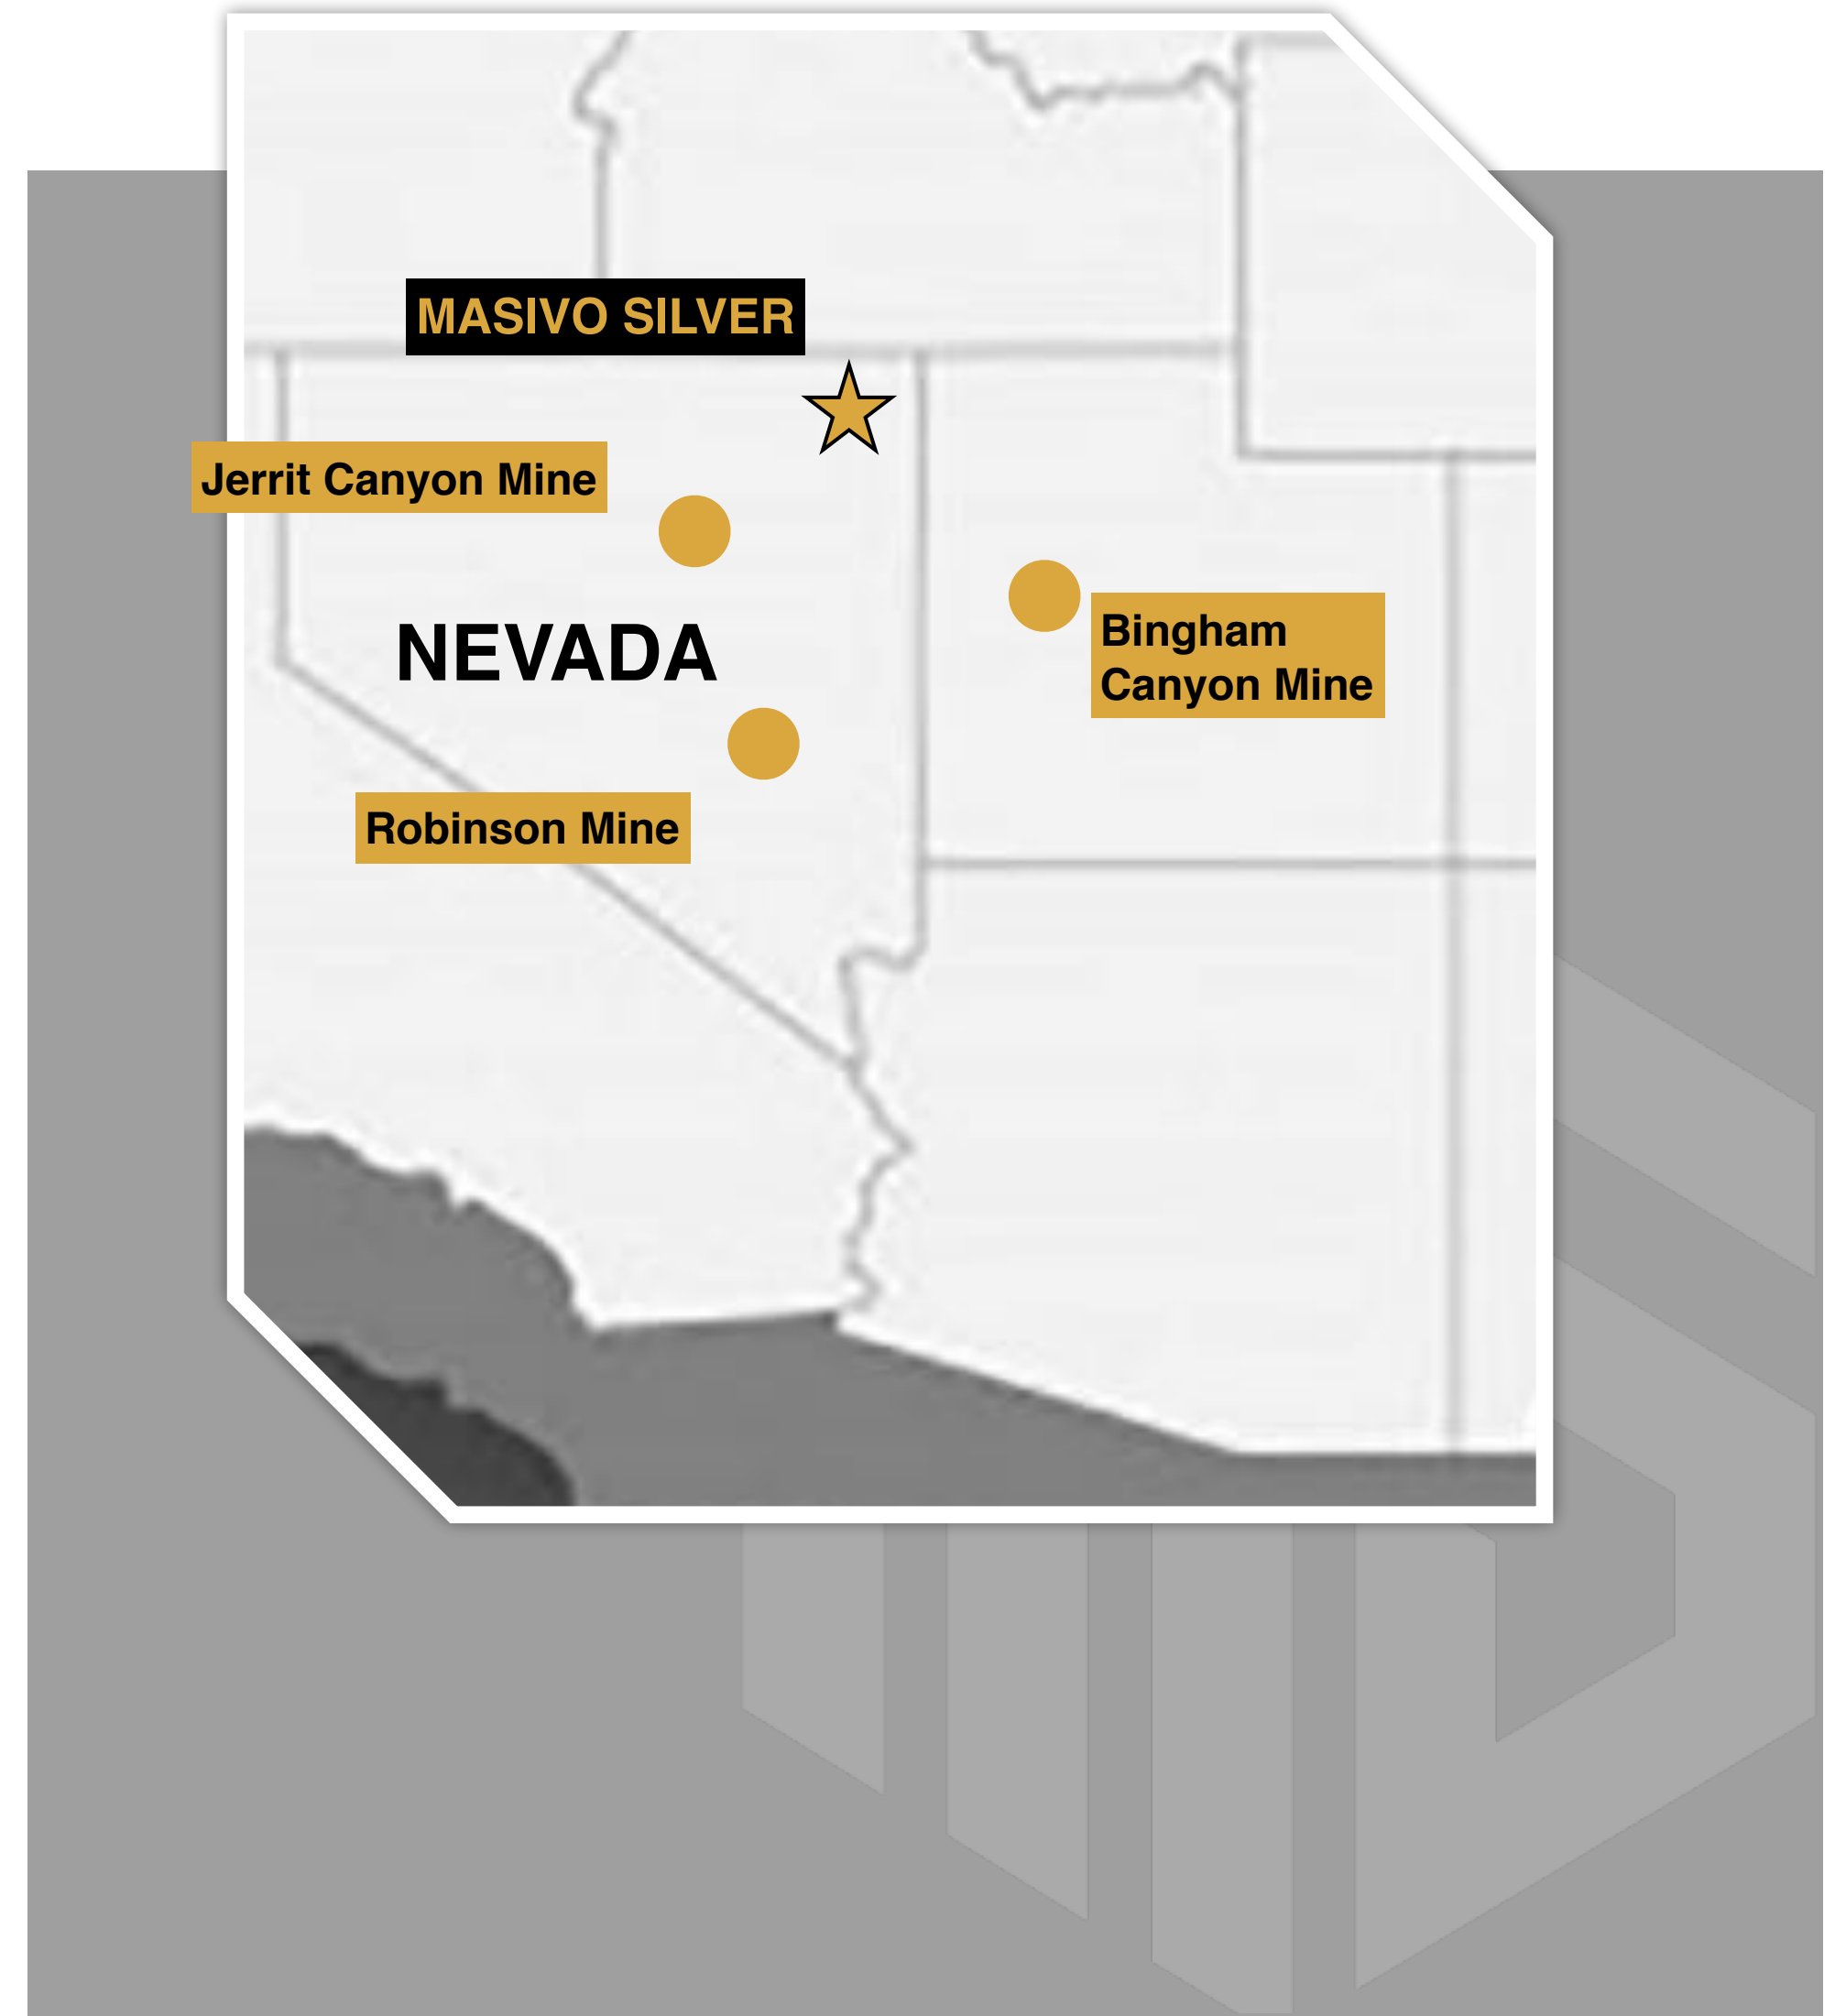 MASIVO SILVER
Jerrit Canyon Mine
Bingham
Canyon Mine
NEVADA
Robinson Mine